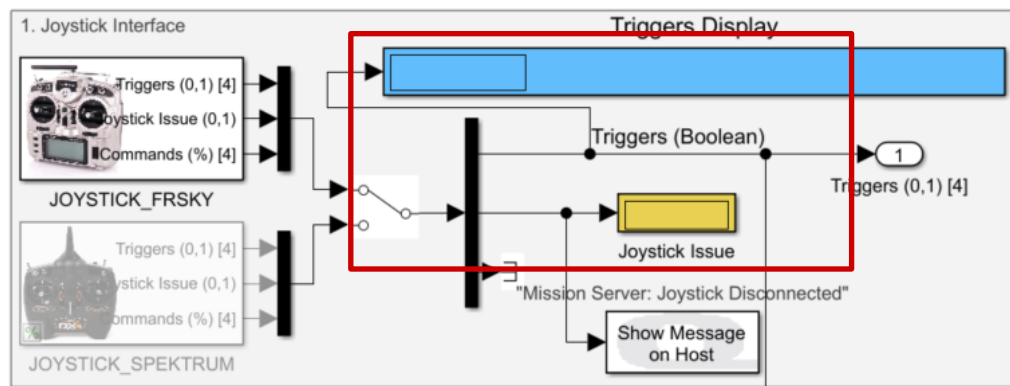 1. Joystick Interface
Triggers Display
Triggers (0,1) [4]
Joystick Issue (0,1)
Commands (%) [4]
JOYSTICK_FRSKY
Triggers (Boolean)
1
Triggers (0,1) [4]
Joystick Issue
Triggers (0,1) [4]
ystick Issue (0,1)
ommands (%) [4]
JOYSTICK_SPEKTRUM
"Mission Server: Joystick Disconnected"
Show Message
on Host